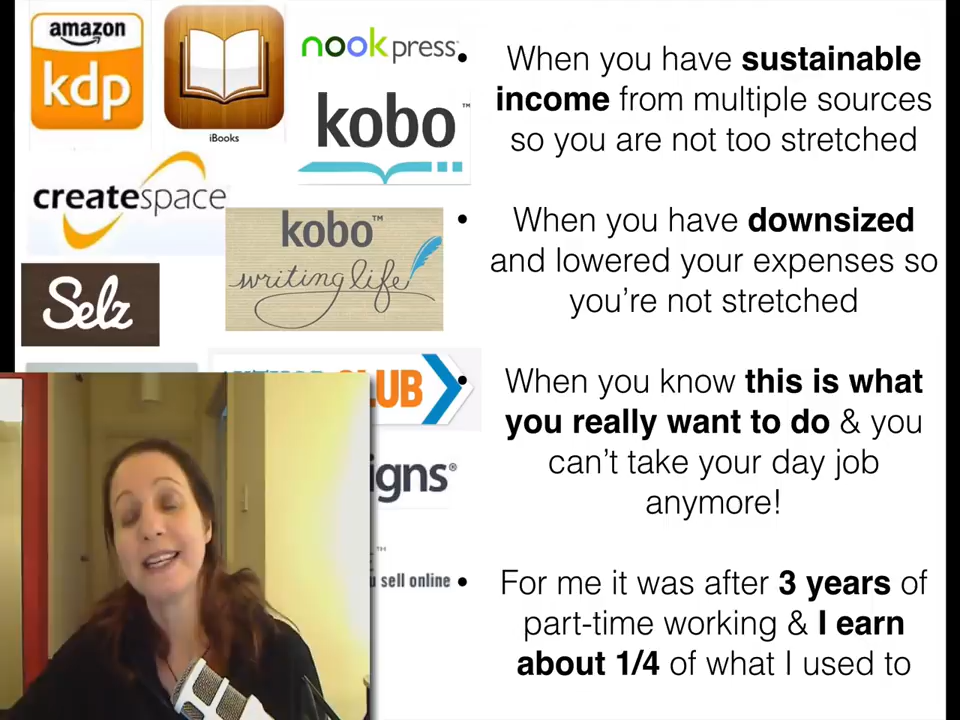 amazon
kdp
iBooks
nook press
kobo™
createspace
kobo™
writing life
Selz
CLUB
igns®
™
u sell online
• When you have sustainable
income from multiple sources
so you are not too stretched
• When you have downsized
and lowered your expenses so
you’re not stretched
• When you know this is what
you really want to do & you
can’t take your day job
anymore!
• For me it was after 3 years of
part-time working & I earn
about 1/4 of what I used to